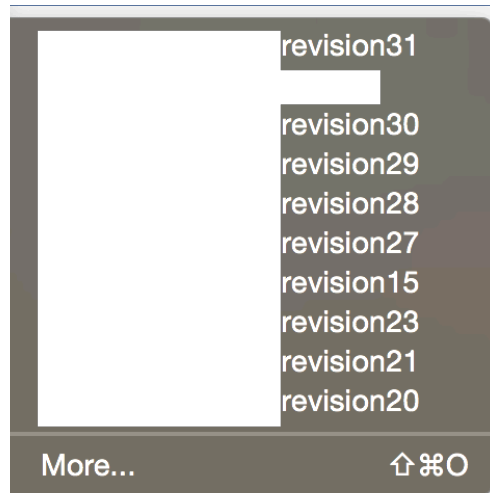 revision31
revision30
revision29
revision28
revision27
revision15
revision23
revision21
revision20
More... ⇧⌘O